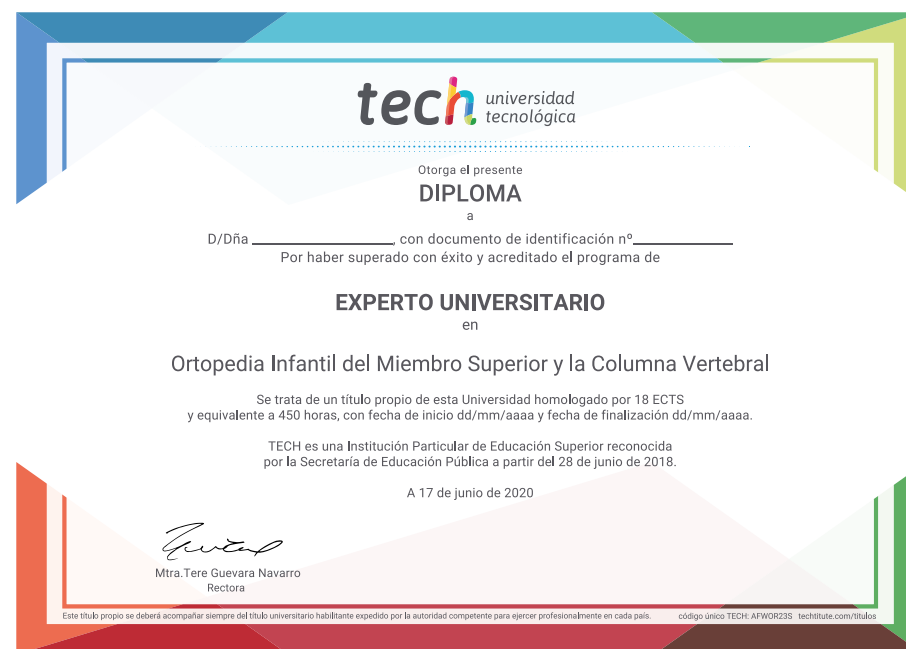 tech universidad
tecnológica
Otorga el presente
DIPLOMA
a
D/Dña ____________________, con documento de identificación nº______________
Por haber superado con éxito y acreditado el programa de
EXPERTO UNIVERSITARIO
en
Ortopedia Infantil del Miembro Superior y la Columna Vertebral
Se trata de un título propio de esta Universidad homologado por 18 ECTS
y equivalente a 450 horas, con fecha de inicio dd/mm/aaaa y fecha de finalización dd/mm/aaaa.
TECH es una Institución Particular de Educación Superior reconocida
por la Secretaría de Educación Pública a partir del 28 de junio de 2018.
A 17 de junio de 2020
Mtra.Tere Guevara Navarro
Rectora
Este título propio se deberá acompañar siempre del título universitario habilitante expedido por la autoridad competente para ejercer profesionalmente en cada país. código único TECH: AFWOR23S techtitute.com/titulos